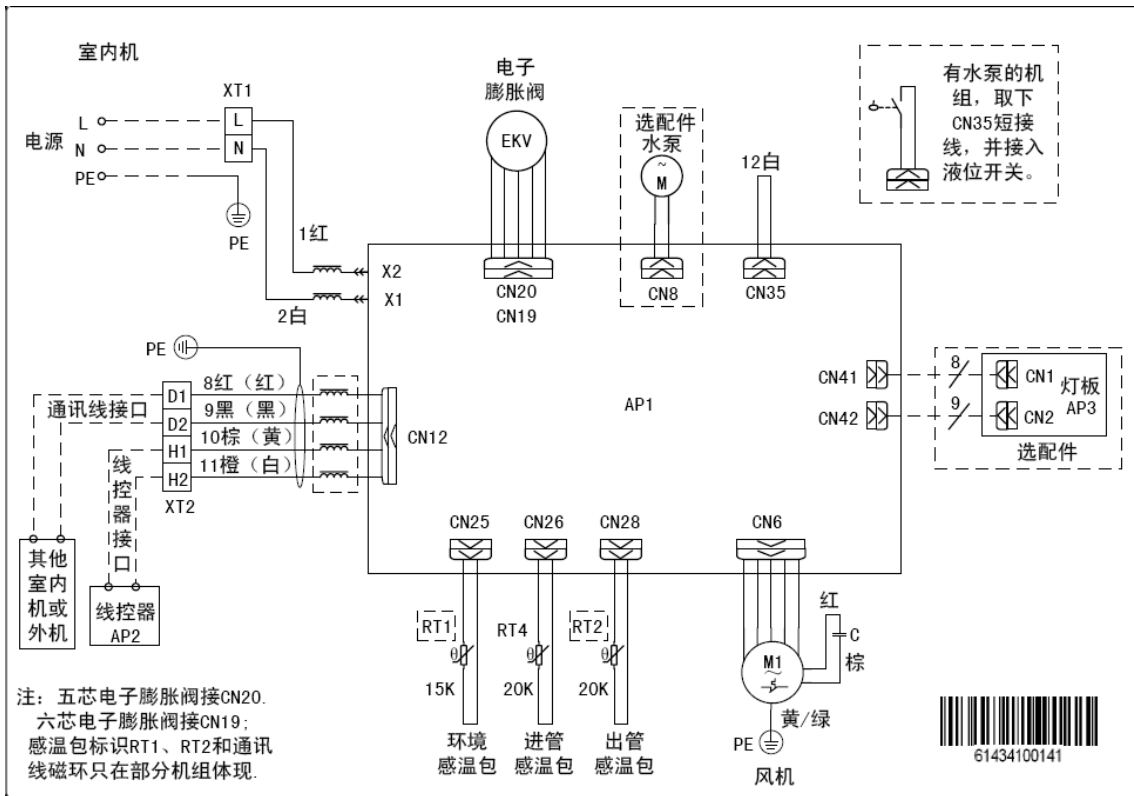 室内机
XT1
电源
L
N
PE
L
N
PE
1红
2白
X2
X1
电子
膨胀阀
EKV
CN20
CN19
选配件
水泵
~
M
CN8
12白
CN35
有水泵的机
组，取下
CN35短接
线，并接入
液位开关。
PE
通讯线接口
D1
D2
H1
H2
XT2
8红（红）
9黑（黑）
10棕（黄）
11橙（白）
CN12
线控器接口
其他
室内
机或
外机
线控器
AP2
AP1
CN41
CN42
8
9
CN1
CN2
灯板
AP3
选配件
CN25
CN26
CN28
CN6
RT1
RT4
RT2
θ
θ
θ
15K
20K
20K
环境
感温包
进管
感温包
出管
感温包
M1
~
红
C
棕
黄/绿
PE
风机
注：五芯电子膨胀阀接CN20.
六芯电子膨胀阀接CN19;
感温包标识RT1、RT2和通讯
线磁环只在部分机组体现.
61434100141